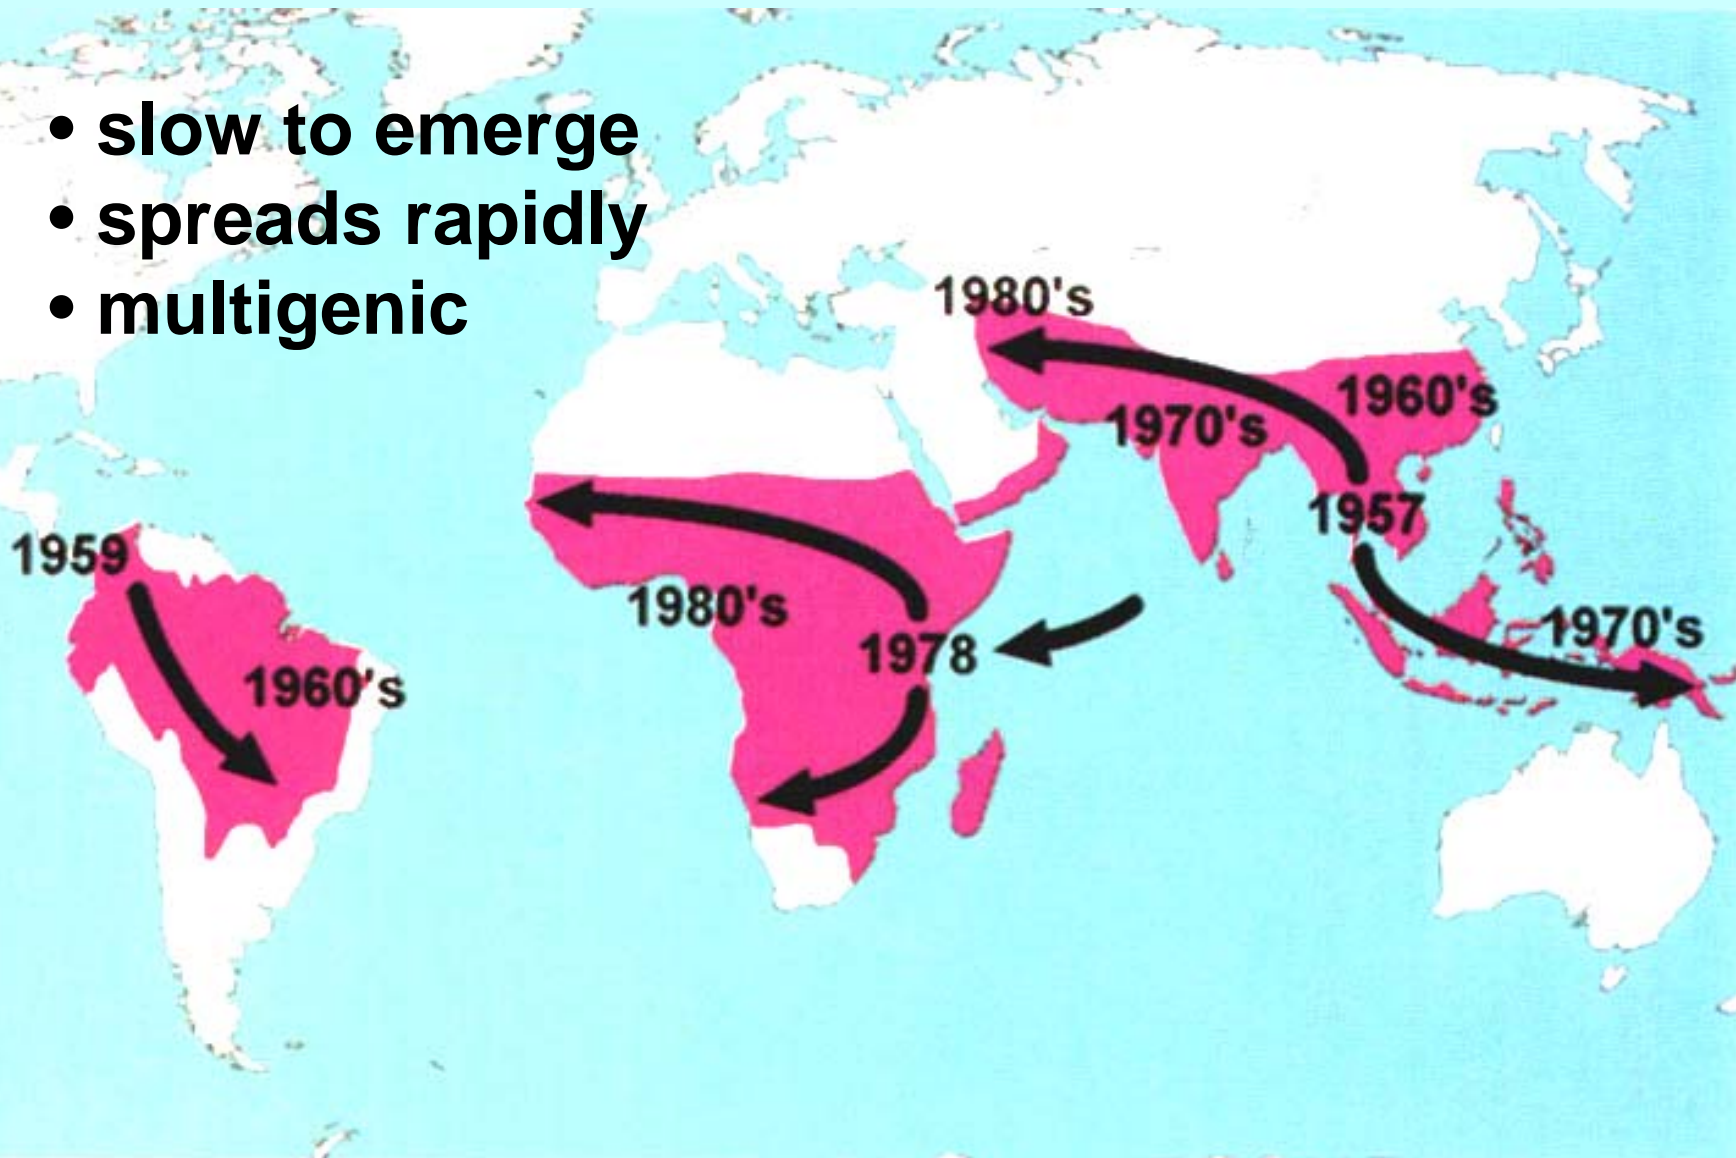 • slow to emerge
• spreads rapidly
• multigenic
1980's
1960's
1970's
1957
1959
1980's
1970's
1978
1960's